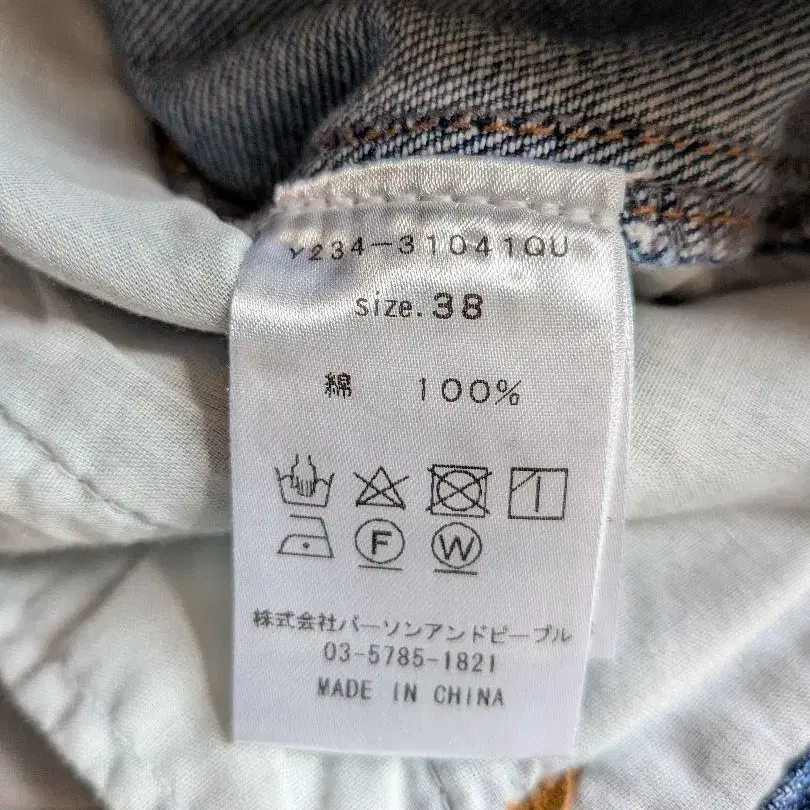 Y234-31041QU
size.38
綿 100%
F W
株式会社パーソンアンドピープル
03-5785-1821
MADE IN CHINA